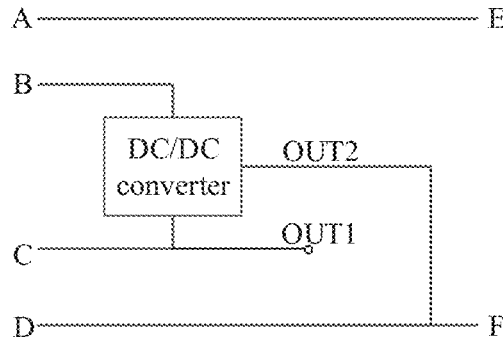 A E
B
DC/DC
converter
OUT2
OUT1
C
D F